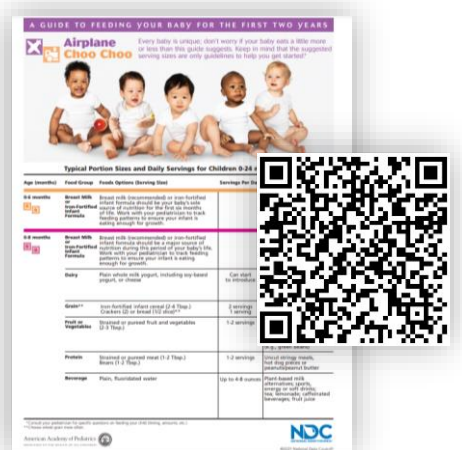 A GUIDE TO FEEDING YOUR BABY FOR THE FIRST TWO YEARS
Airplane
Choo Choo
Every baby is unique; don't worry if your baby eats a little more
or less than this guide suggests. Keep in mind that the suggested
serving sizes are only guidelines to help you get started!*
Typical Portion Sizes and Daily Servings for Children 0-24
Age (months) Food Group Foods Options (Serving Size) Servings Per
0-6 months
Breast Milk
or
Iron-Fortified
Infant
Formula
Breast milk (recommended) or iron-fortified
infant formula should be your baby's sole
source of nutrition for the first six months
of life. Work with your pediatrician to track
feeding patterns to ensure your infant is
eating enough for growth.
6-8 months
Breast Milk
or
Iron-Fortified
Infant
Formula
Breast milk (recommended) or iron-fortified
infant formula should be a major source of
nutrition during this period of your baby's life.
Work with your pediatrician to track feeding
patterns to ensure your infant is eating
enough for growth.
Dairy
Plain whole milk yogurt, including soy-based
yogurt, or cheese
Can start
to introduce
Grain**
Iron-fortified infant cereal (2-4 Tbsp.)
Crackers (2) or bread (1/2 slice)**
2 servings
1 serving
Fruit or
Vegetables
Strained or pureed fruit and vegetables
(2-3 Tbsp.)
1-2 servings
Protein
Strained or pureed meat (1-2 Tbsp.)
Beans (1-2 Tbsp.)
1-2 servings
Uncut stringy meats,
hot dog pieces or
peanuts/peanut butter
Beverage
Plain, fluoridated water
Up to 4-8 ounces
Plant-based milk
alternatives; sports,
energy or soft drinks;
tea, lemonade; caffeinated
beverages; fruit juice
American Academy of Pediatrics
NDC